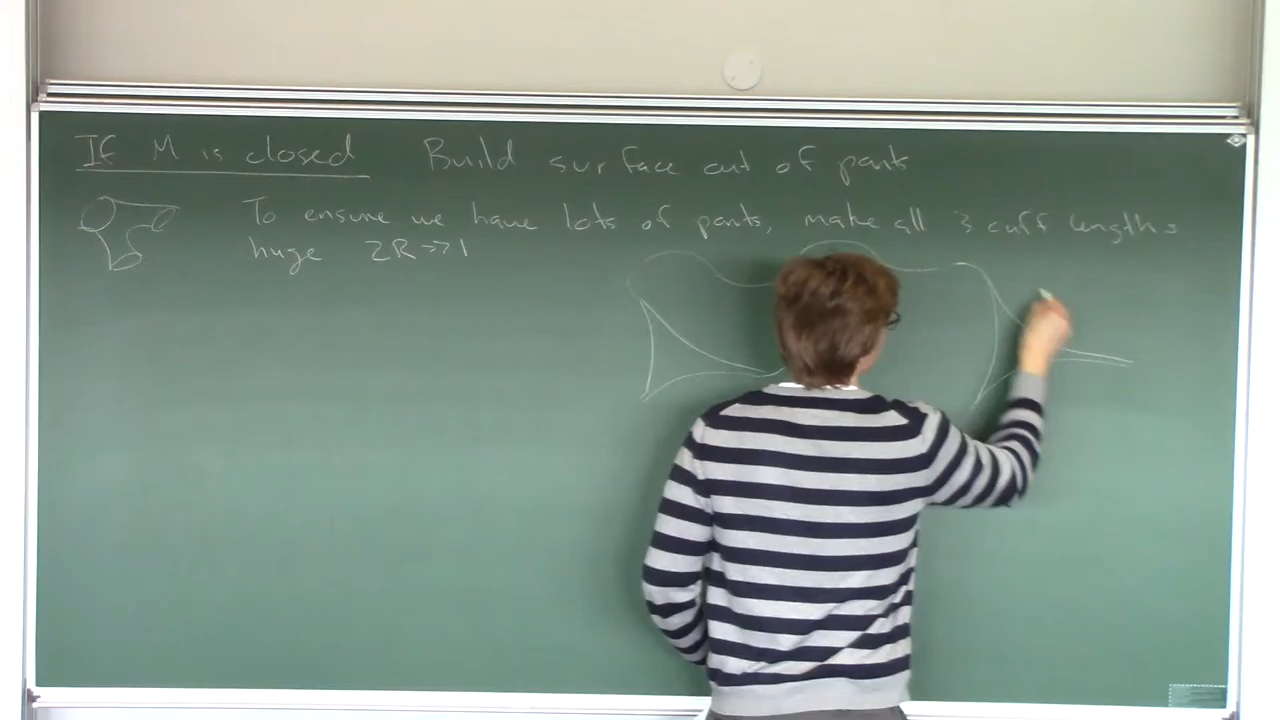 If M is closed Build surface out of pants
To ensure we have lots of pants, make all 3 cuff lengths
huge 2R >> 1